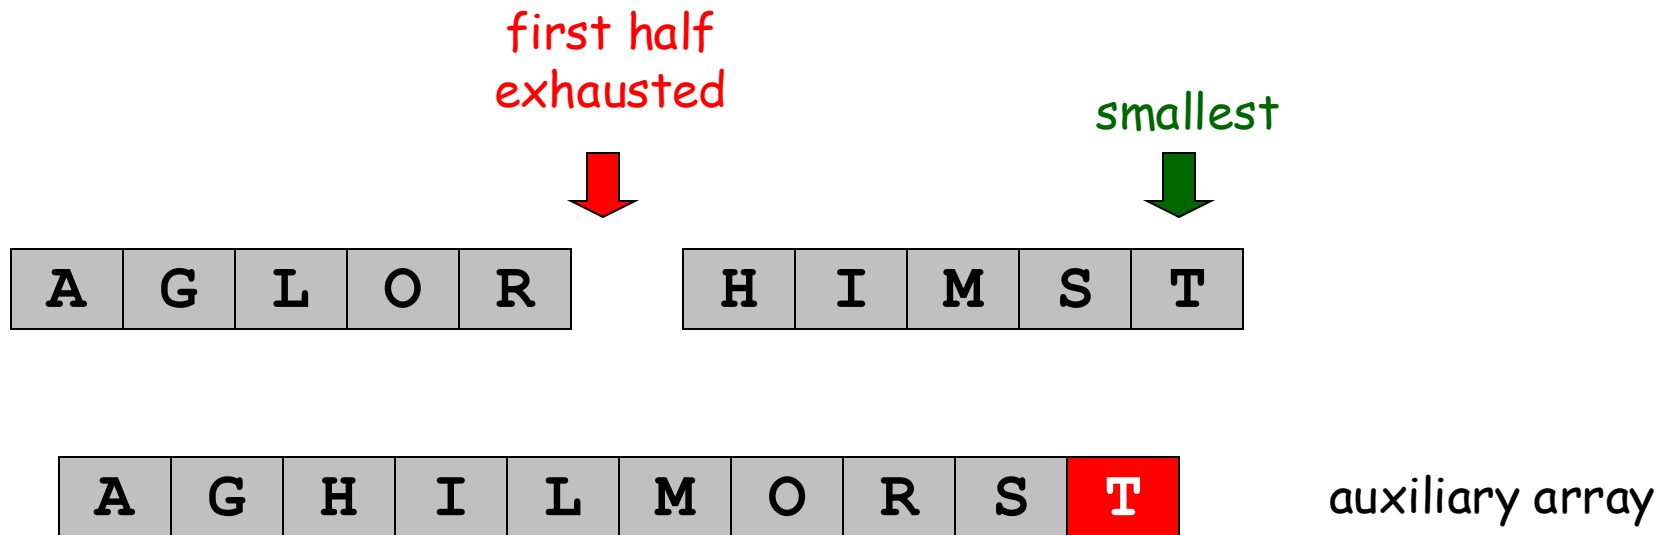 first half
exhausted
smallest
A G L O R H I M S T
A G H I L M O R S T auxiliary array